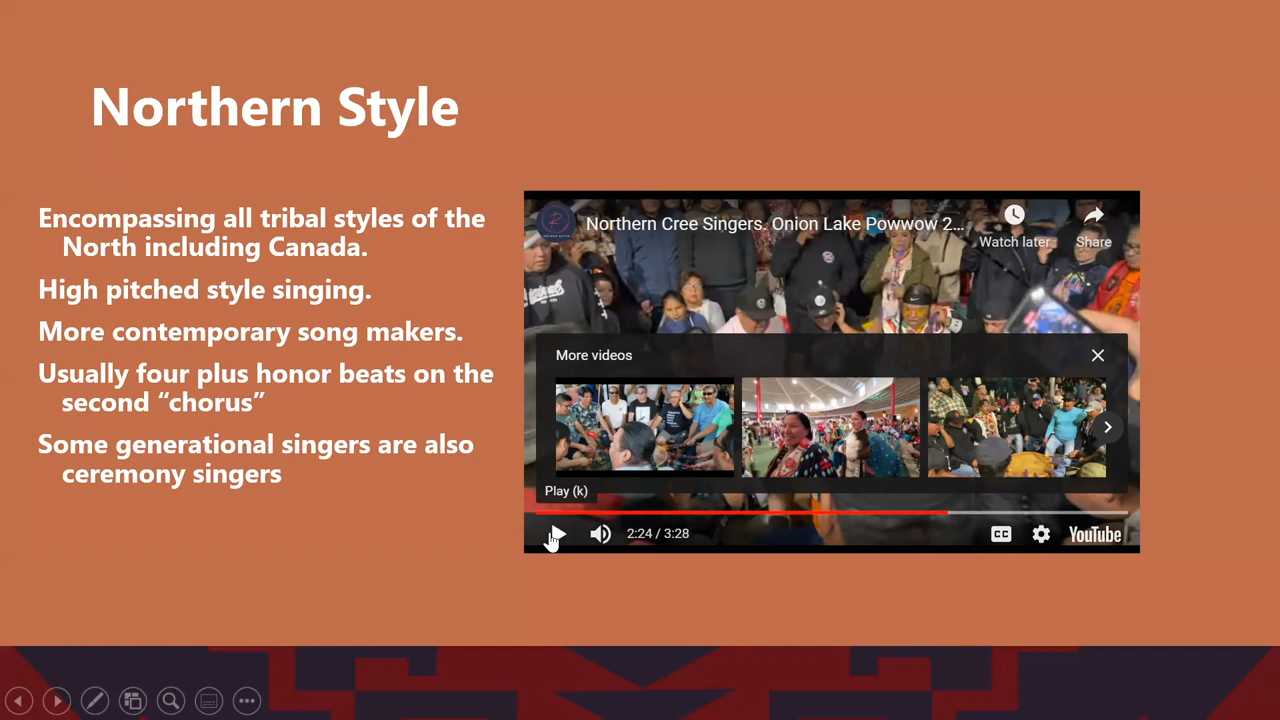 Northern Style
Encompassing all tribal styles of the
North including Canada.
High pitched style singing.
More contemporary song makers.
Usually four plus honor beats on the
second “chorus”
Some generational singers are also
ceremony singers
Northern Cree Singers. Onion Lake Powwow 2...
Watch later
Share
More videos
Play (k)
2:24 / 3:28
CC
YouTube